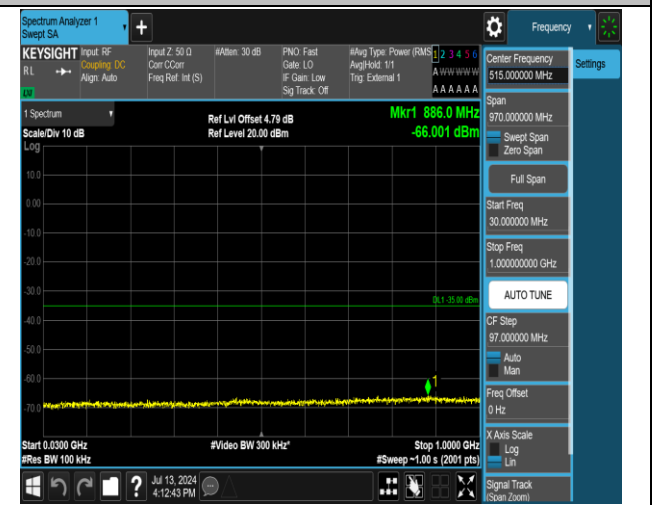 Spectrum Analyzer 1
Swept SA
+
Frequency
KEYSIGHT
RL
LW
Input: RF
Coupling: DC
Align: Auto
Input Z: 50 Ω
Corr CCorr
Freq Ref: Int (S)
#Atten: 30 dB
PNO: Fast
Gate: LO
IF Gain: Low
Sig Track: Off
#Avg Type: Power (RMS
Avg|Hold: 1/1
Trig: External 1
1 2 3 4 5 6
A W W W W W
A A A A A A
1 Spectrum
Scale/Div 10 dB
Log
Ref Lvl Offset 4.79 dB
Ref Level 20.00 dBm
Mkr1 886.0 MHz
-66.001 dBm
10.0
0.00
-10.0
-20.0
-30.0
DL1 -35.00 dBm
-40.0
-50.0
-60.0
1
-70.0
Start 0.0300 GHz
#Res BW 100 kHz
#Video BW 300 kHz*
Stop 1.0000 GHz
#Sweep ~1.00 s (2001 pts)
?
Jul 13, 2024
4:12:43 PM
Center Frequency
515.000000 MHz
Settings
Span
970.000000 MHz
Swept Span
Zero Span
Full Span
Start Freq
30.000000 MHz
Stop Freq
1.000000000 GHz
AUTO TUNE
CF Step
97.000000 MHz
Auto
Man
Freq Offset
0 Hz
X Axis Scale
Log
Lin
Signal Track
(Span Zoom)